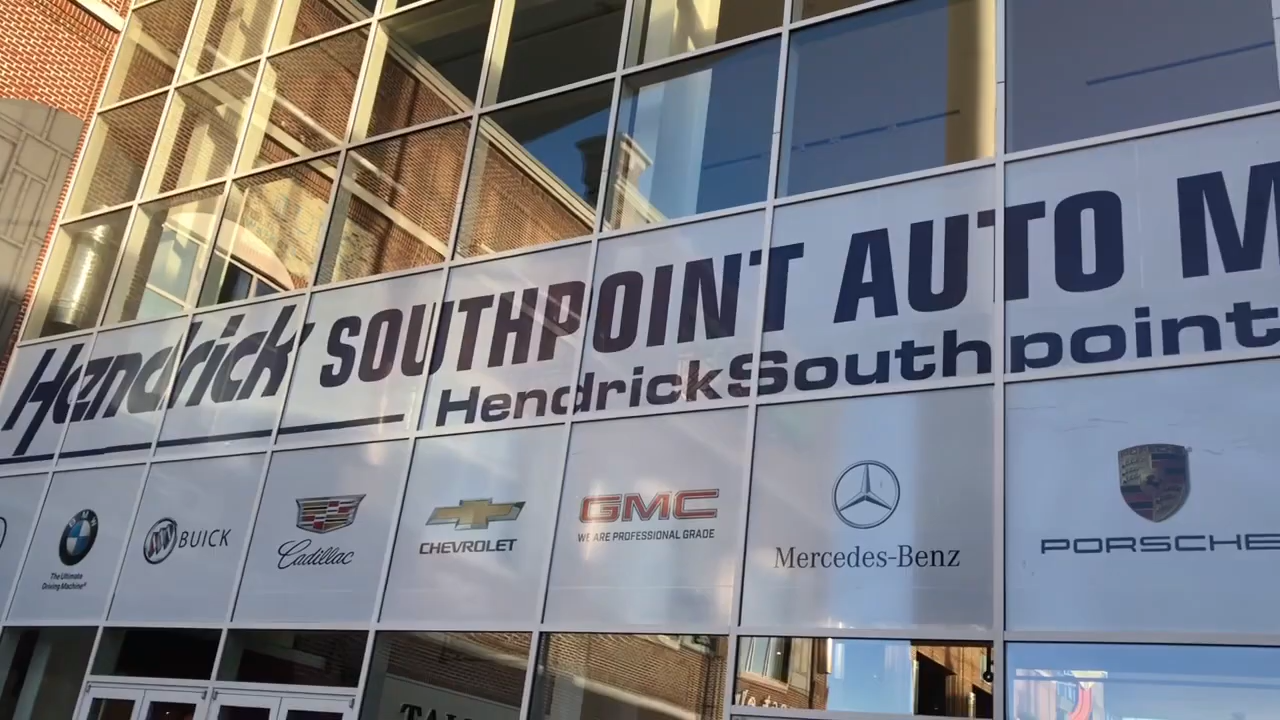 Hendrick SOUTHPOINT AUTO M
HendrickSouthpoint
The Ultimate
Driving Machine®
BUICK
Cadillac
CHEVROLET
GMC
WE ARE PROFESSIONAL GRADE
Mercedes-Benz
PORSCHE